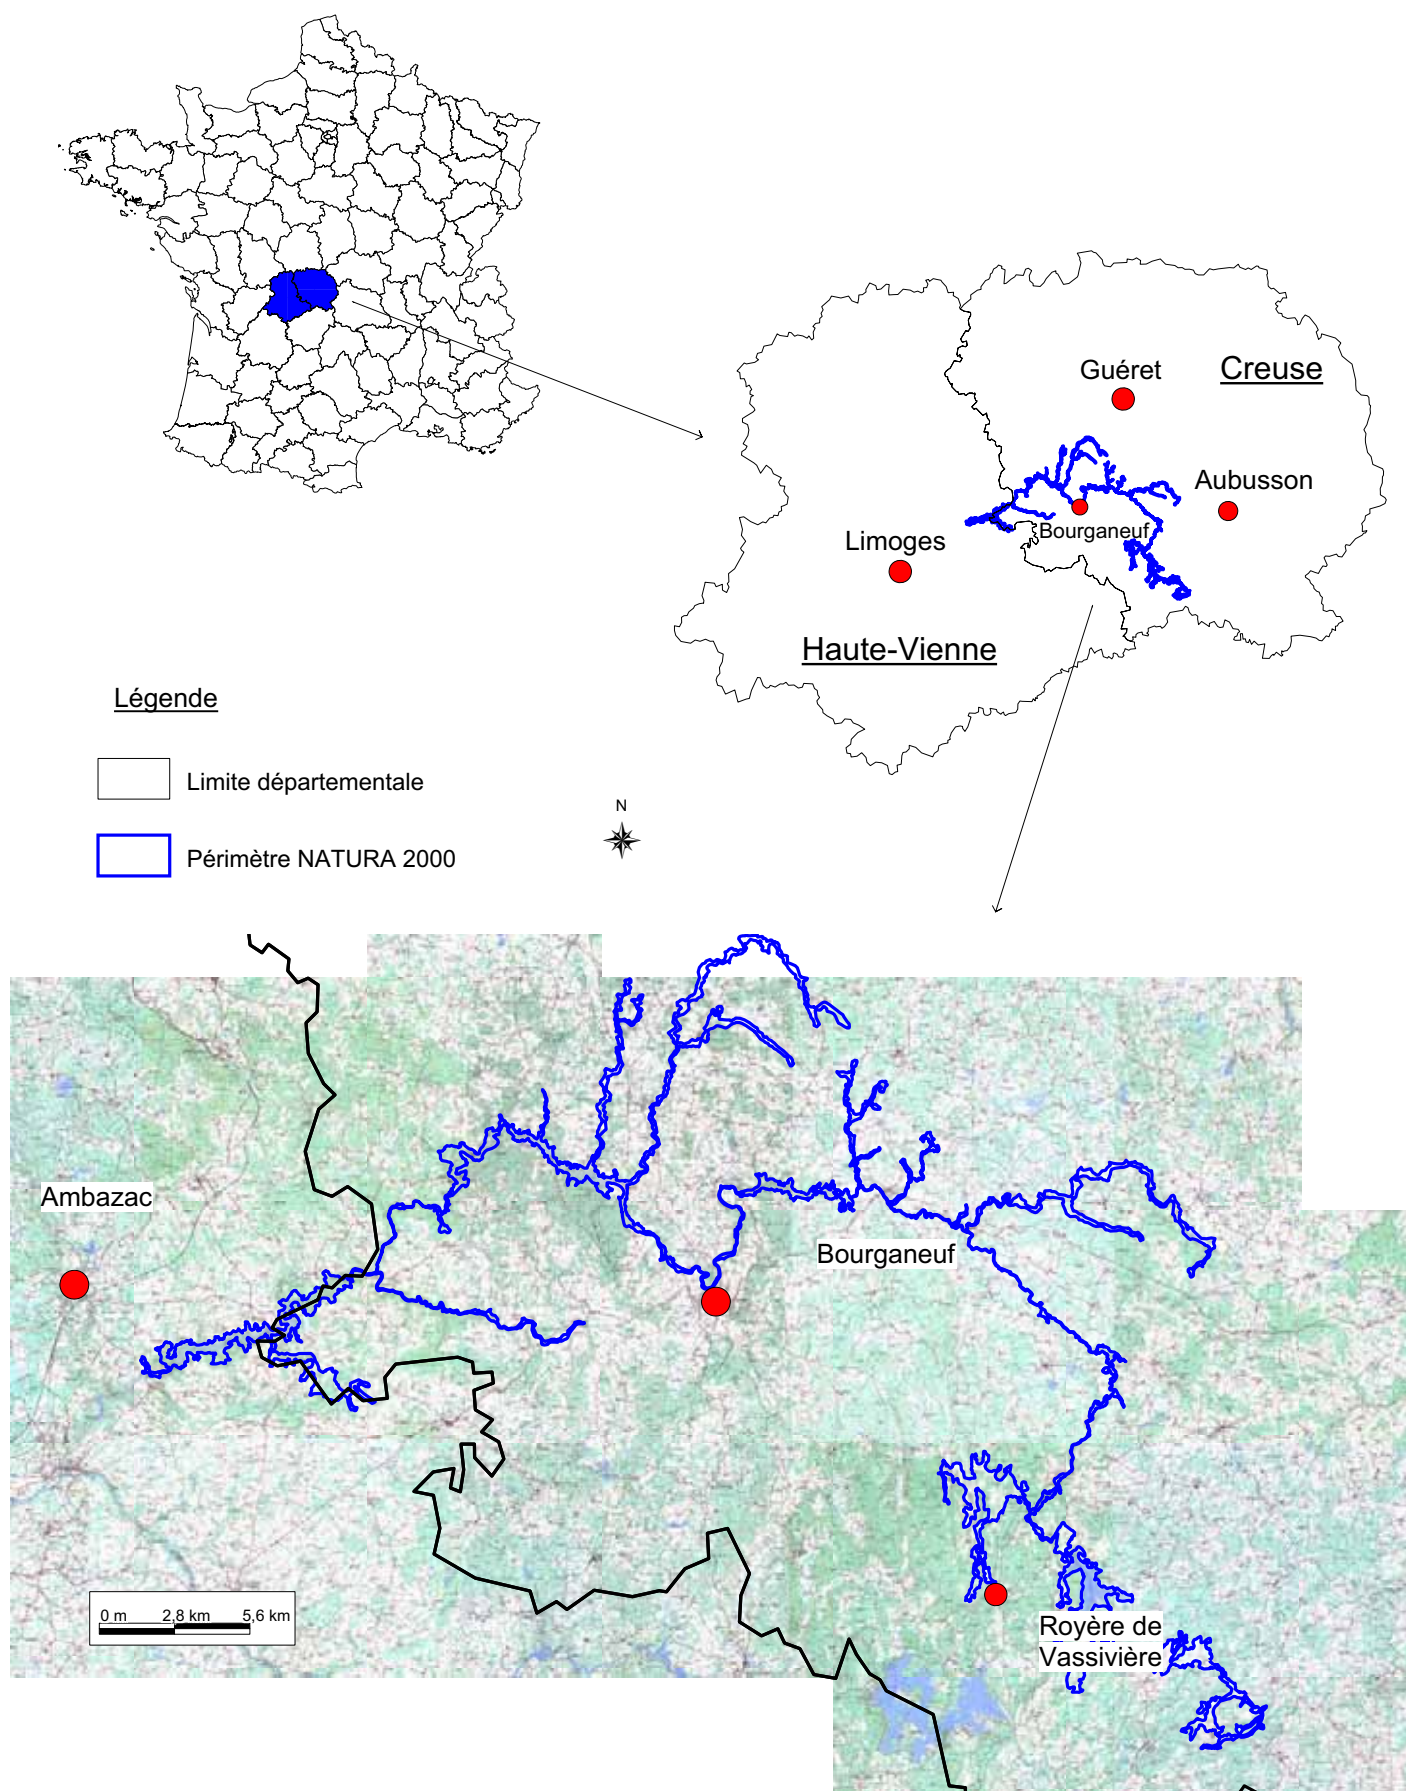 Guéret
Creuse
Aubusson
Bourganeuf
Limoges
Haute-Vienne
Légende
Limite départementale
Périmètre NATURA 2000
N
Ambazac
Bourganeuf
0 m 2,8 km 5,6 km
Royère de
Vassivière